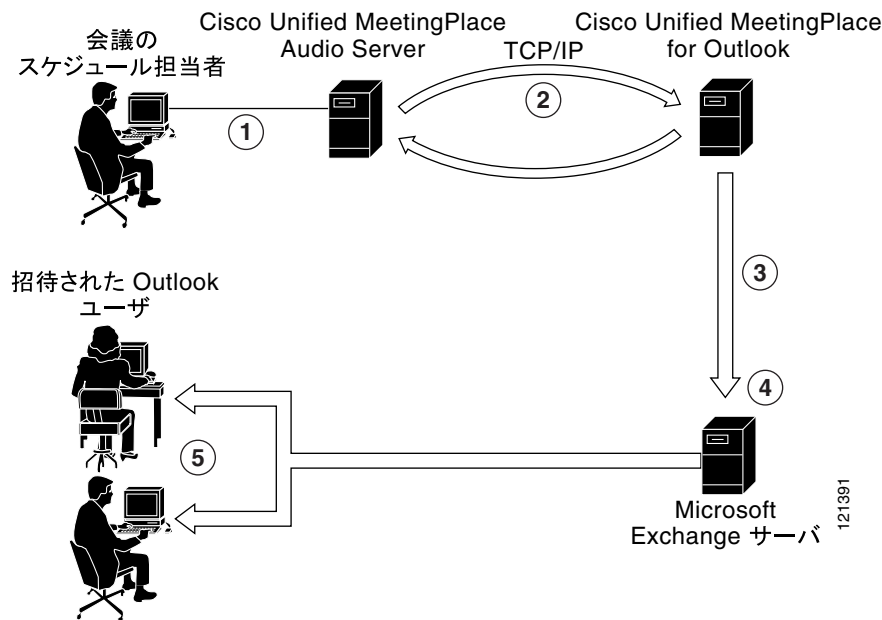 会議の
スケジュール担当者
Cisco Unified MeetingPlace
Audio Server
TCP/IP
Cisco Unified MeetingPlace
for Outlook
1
2
3
4
招待された Outlook
ユーザ
5
Microsoft
Exchange サーバ
121391